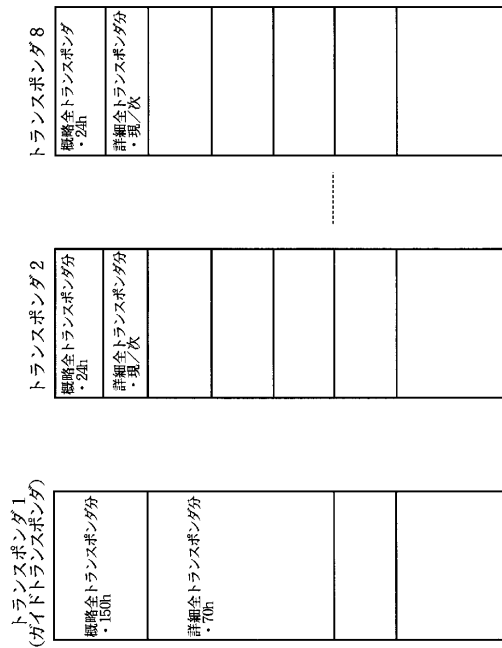 トランスポンダ 1
(ガイドトランスポンダ)
概略全トランスポンダ分
・150h
詳細全トランスポンダ分
・70h
トランスポンダ 2
概略全トランスポンダ分
・24h
詳細全トランスポンダ分
・現／次
トランスポンダ 8
概略全トランスポンダ
・24h
詳細全トランスポンダ分
・現／次